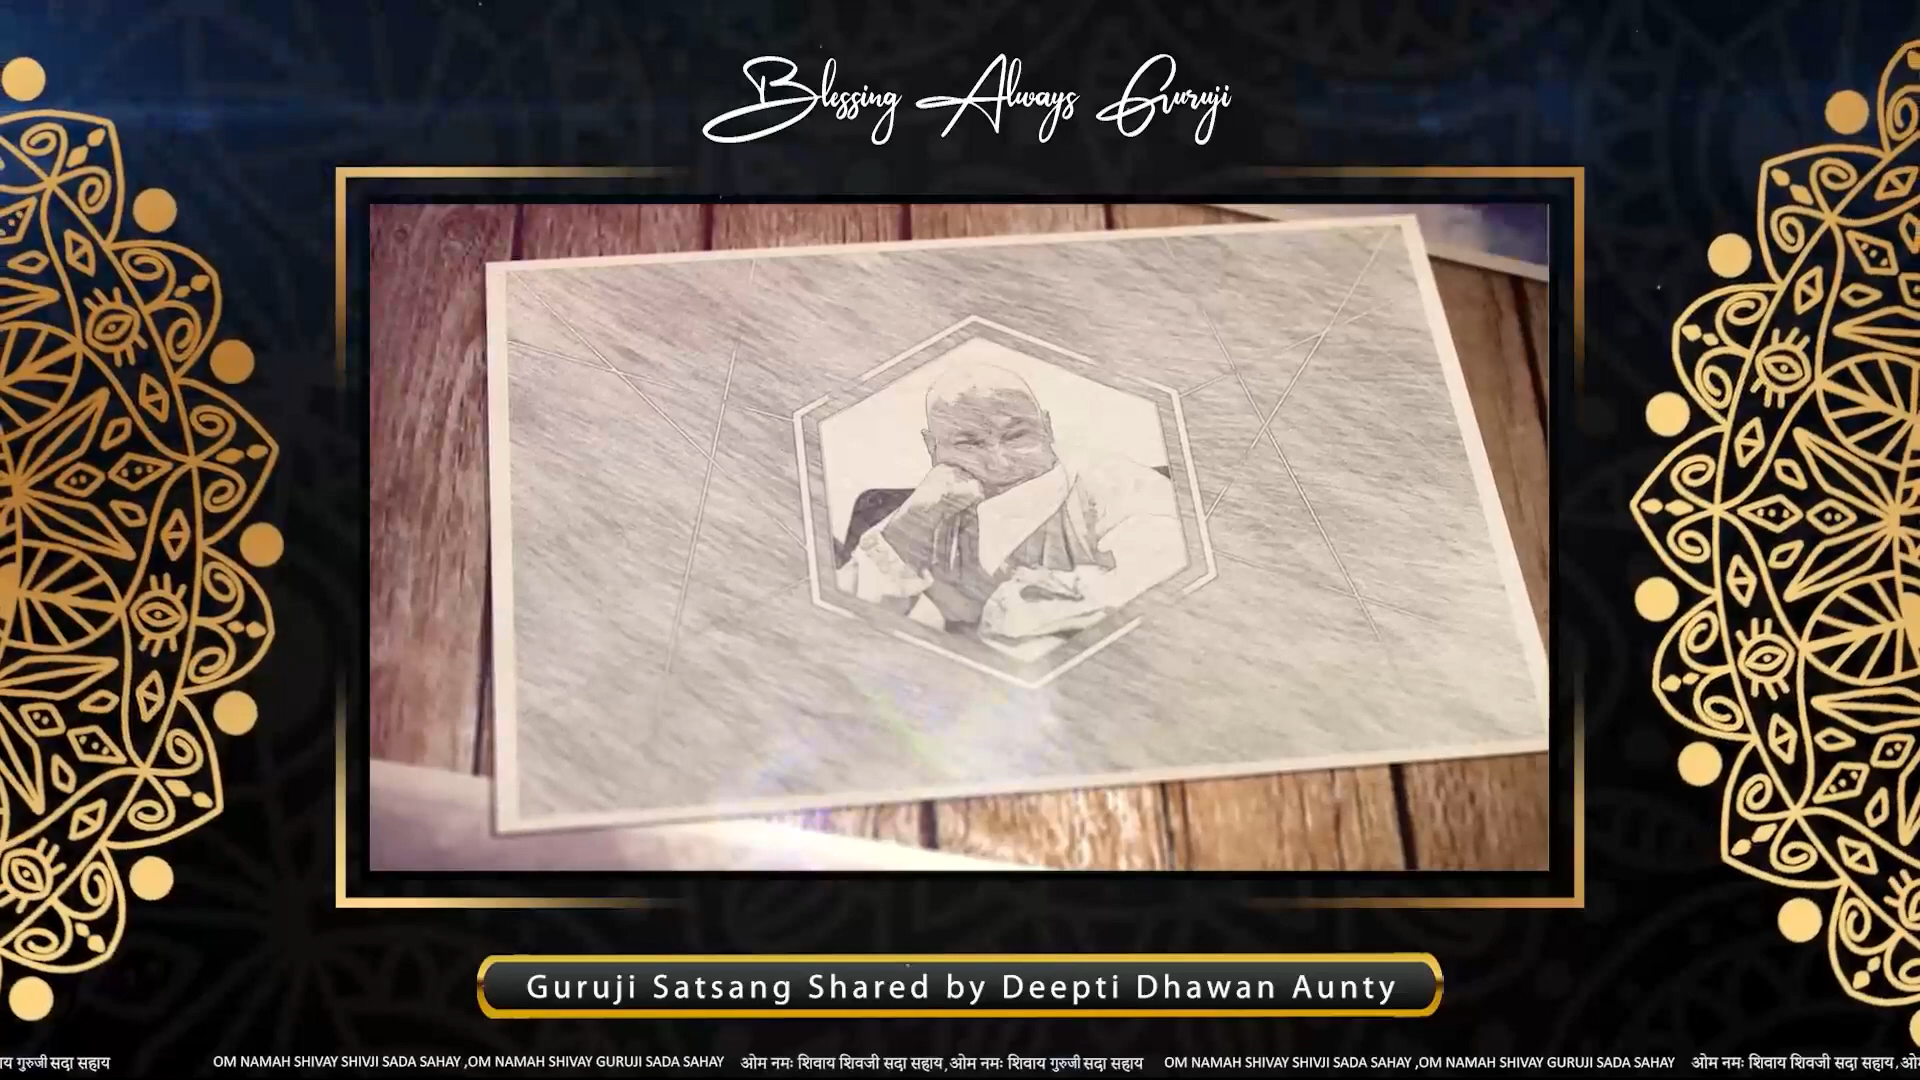 Blessing Always Guruji
Guruji Satsang Shared by Deepti Dhawan Aunty
गुरुजी सदा सहाय OM NAMAH SHIVAY SHIVJI SADA SAHAY ,OM NAMAH SHIVAY GURUJI SADA SAHAY ओम नमः शिवाय शिवजी सदा सहाय, ओम नमः शिवाय गुरुजी सदा सहाय OM NAMAH SHIVAY SHIVJI SADA SAHAY ,OM NAMAH SHIVAY GURUJI SADA SAHAY ओम नमः शिवाय शिवजी सदा सहाय,